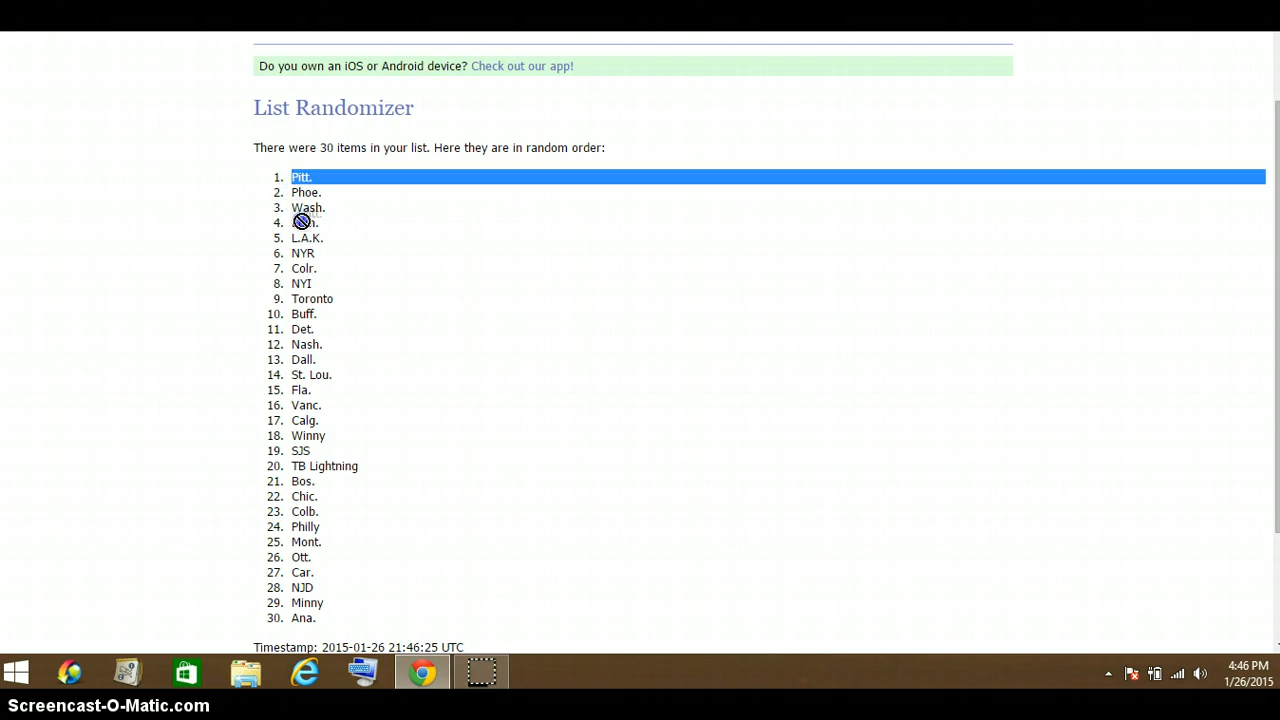 Do you own an iOS or Android device? Check out our app!
List Randomizer
There were 30 items in your list. Here they are in random order:
1. Pitt.
2. Phoe.
3. Wash.
4.
5. L.A.K.
6. NYR
7. Colr.
8. NYI
9. Toronto
10. Buff.
11. Det.
12. Nash.
13. Dall.
14. St. Lou.
15. Fla.
16. Vanc.
17. Calg.
18. Winny
19. SJS
20. TB Lightning
21. Bos.
22. Chic.
23. Colb.
24. Philly
25. Mont.
26. Ott.
27. Car.
28. NJD
29. Minny
30. Ana.
Timestamp: 2015-01-26 21:46:25 UTC
4:46 PM
1/26/2015
Screencast-O-Matic.com